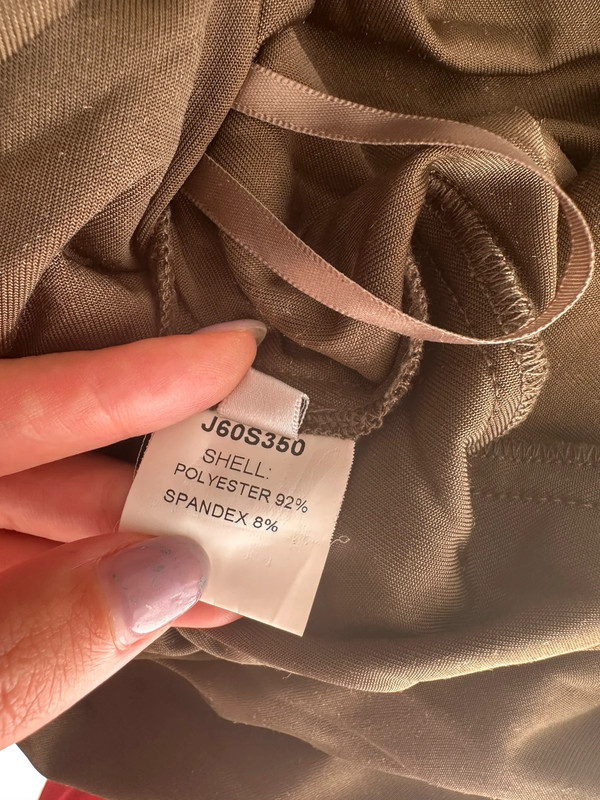 J60S350
SHELL:
POLYESTER 92%
SPANDEX 8%